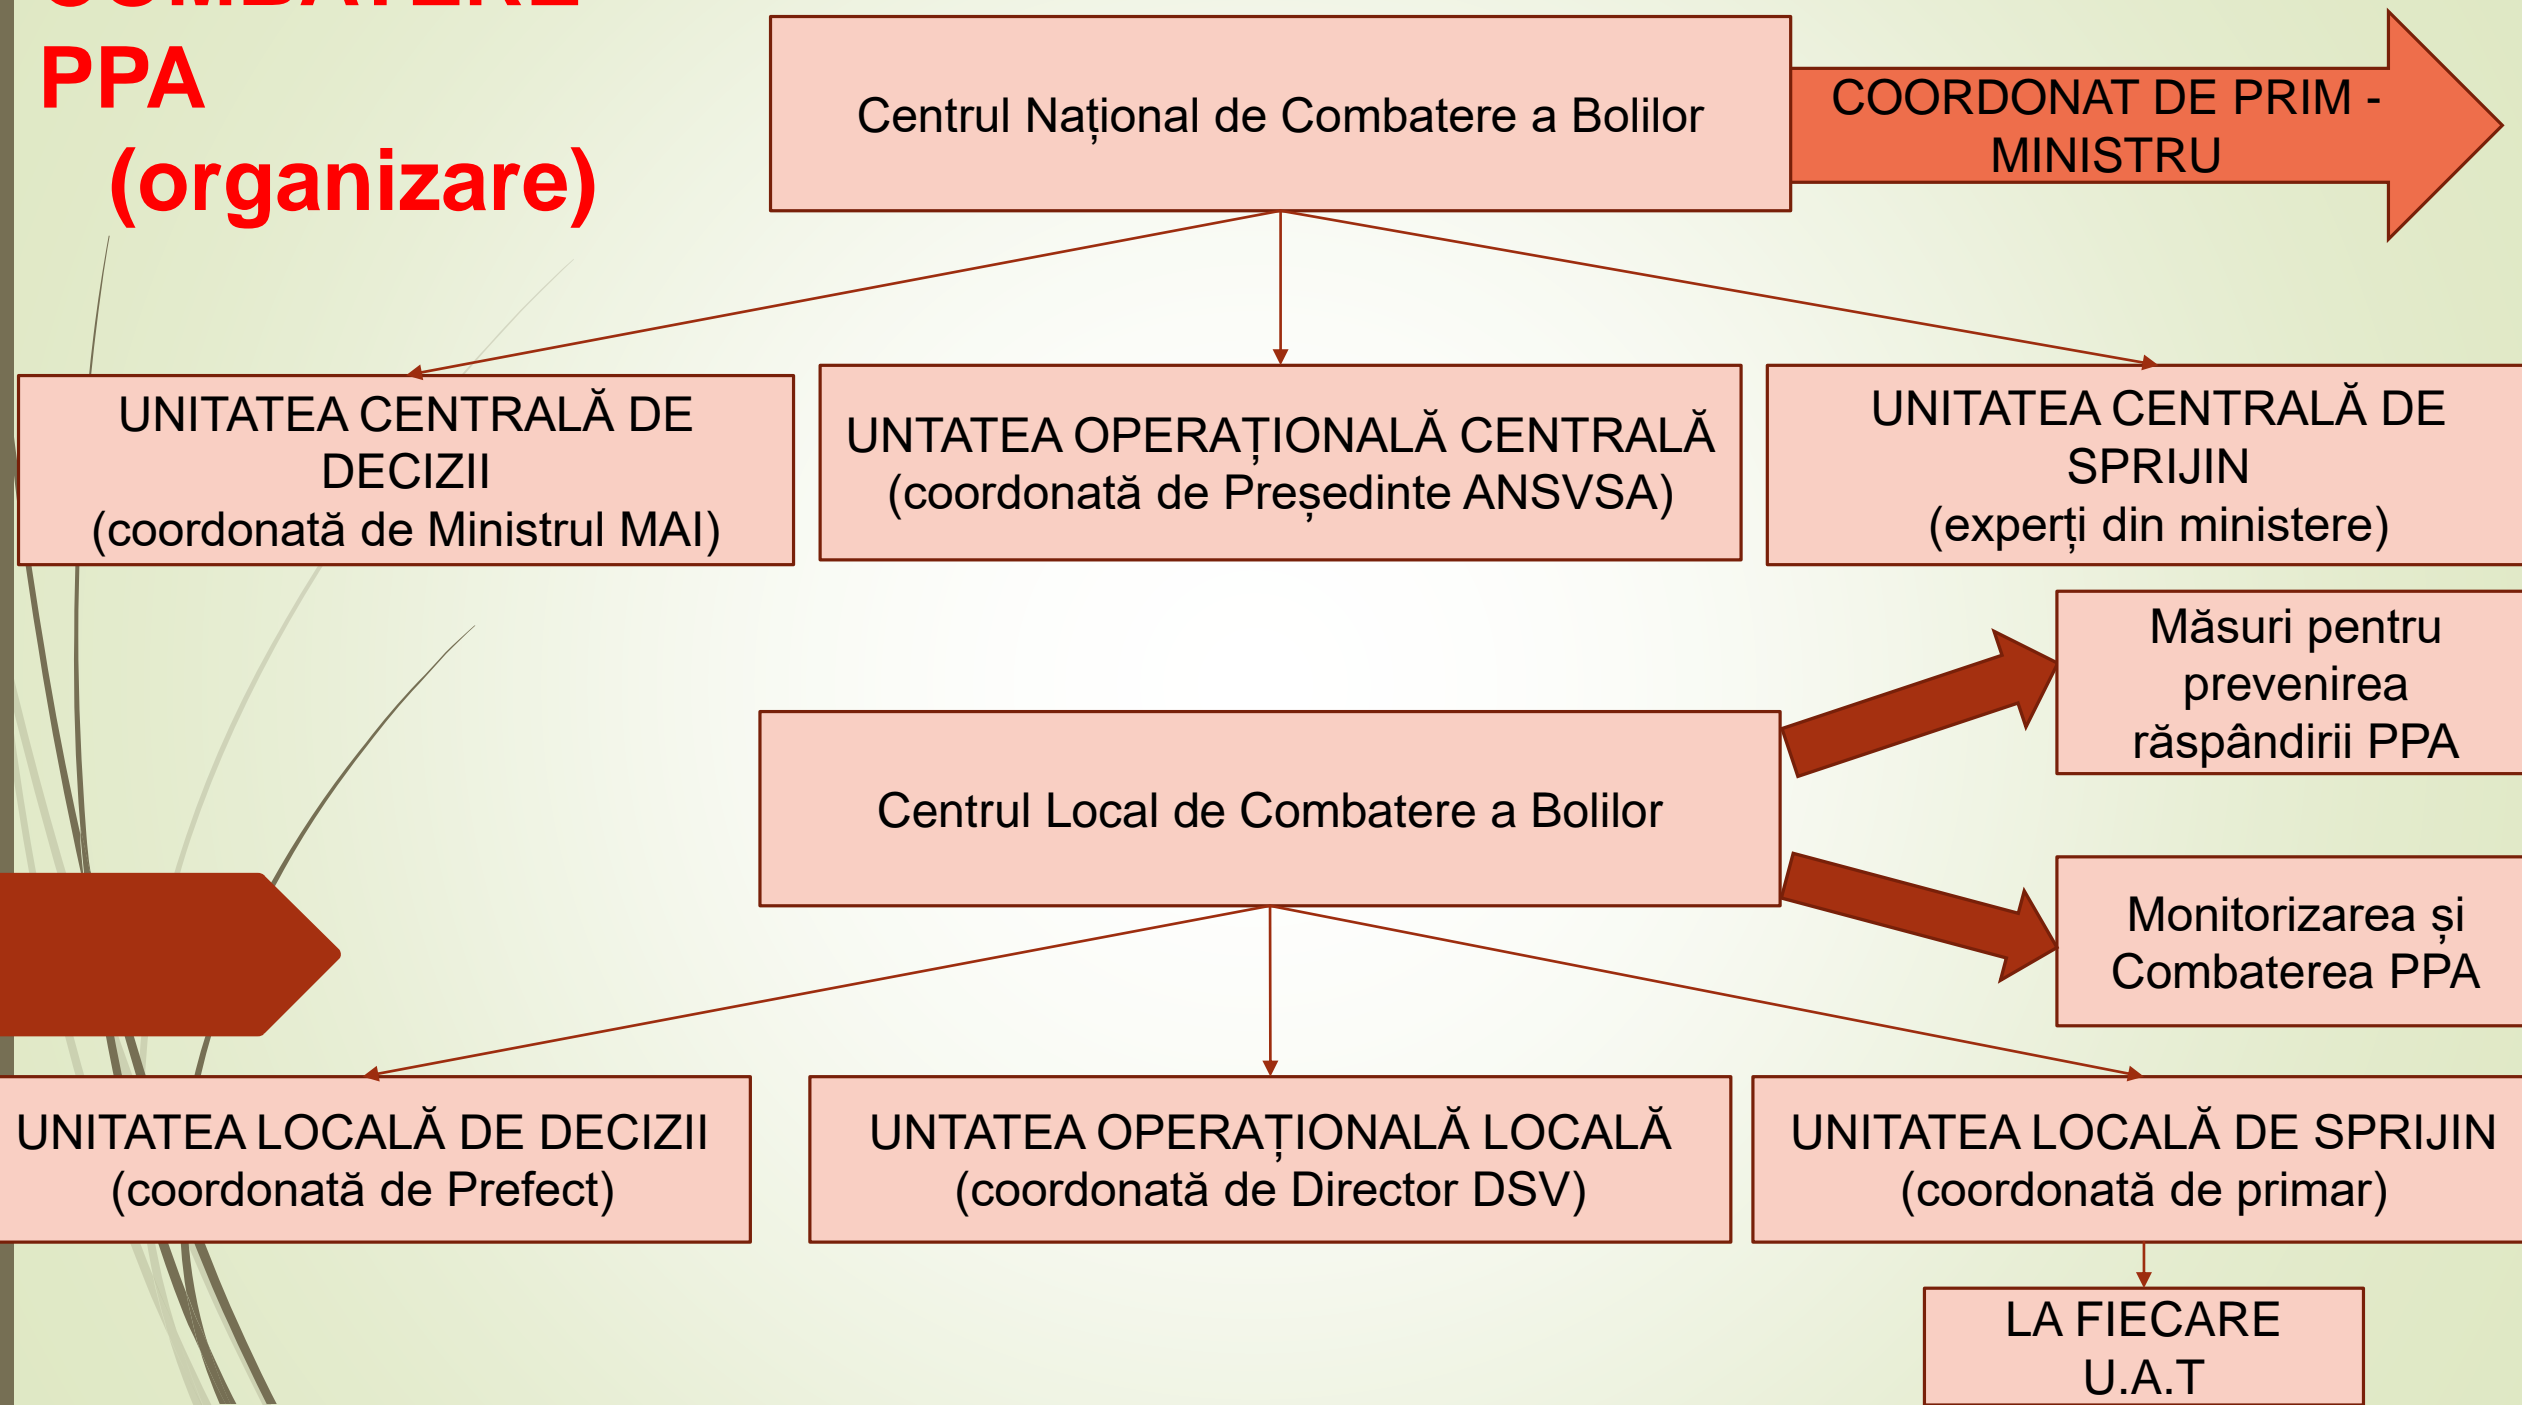 COMBATERE
PPA
(organizare)
Centrul Național de Combatere a Bolilor
COORDONAT DE PRIM -
MINISTRU
UNITATEA CENTRALĂ DE
DECIZII
(coordonată de Ministrul MAI)
UNTATEA OPERAȚIONALĂ CENTRALĂ
(coordonată de Președinte ANSVSA)
UNITATEA CENTRALĂ DE
SPRIJIN
(experți din ministere)
Măsuri pentru
prevenirea
răspândirii PPA
Centrul Local de Combatere a Bolilor
Monitorizarea și
Combaterea PPA
UNITATEA LOCALĂ DE DECIZII
(coordonată de Prefect)
UNTATEA OPERAȚIONALĂ LOCALĂ
(coordonată de Director DSV)
UNITATEA LOCALĂ DE SPRIJIN
(coordonată de primar)
LA FIECARE
U.A.T